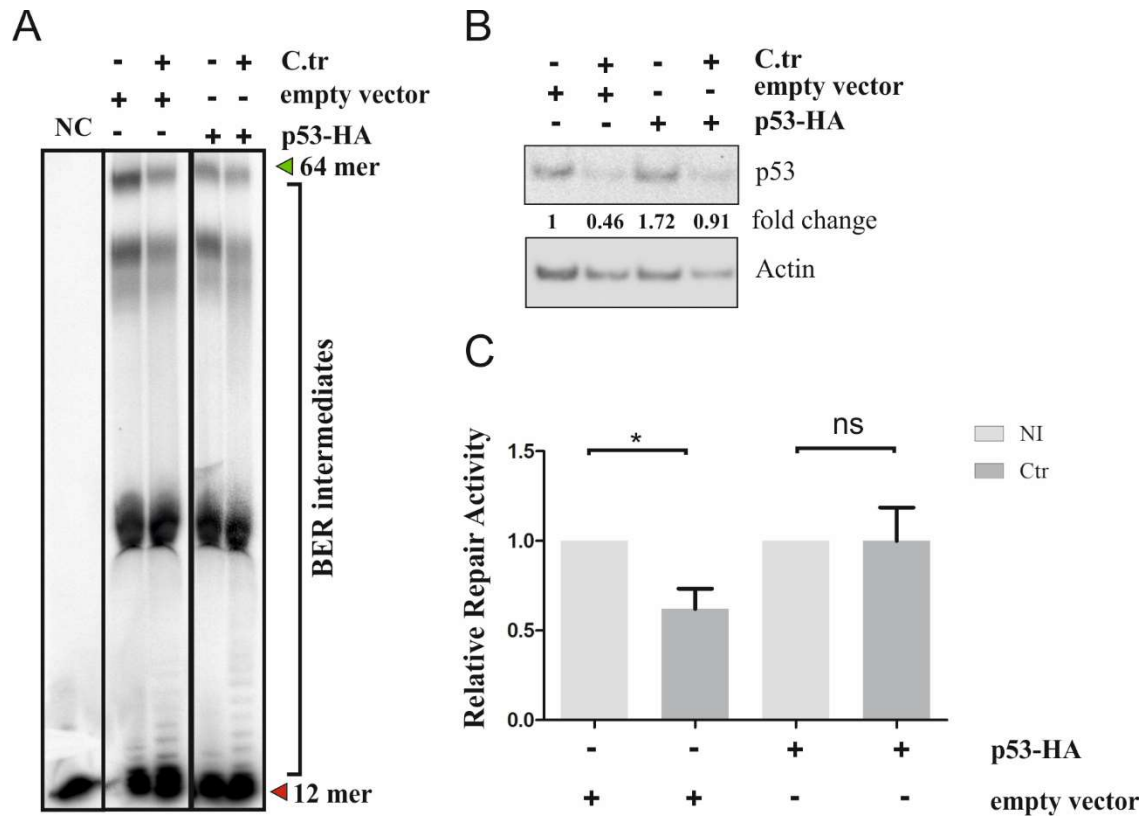 A
- + - + C.tr
+ + - - empty vector
NC - - + + p53-HA
64 mer
BER intermediates
12 mer
B
- + - + C.tr
+ + - - empty vector
- - + + p53-HA
p53
1 0.46 1.72 0.91 fold change
Actin
C
Relative Repair Activity
1.5
1.0
0.5
0.0
* ns
NI
Ctr
- - + + p53-HA
+ + - - empty vector